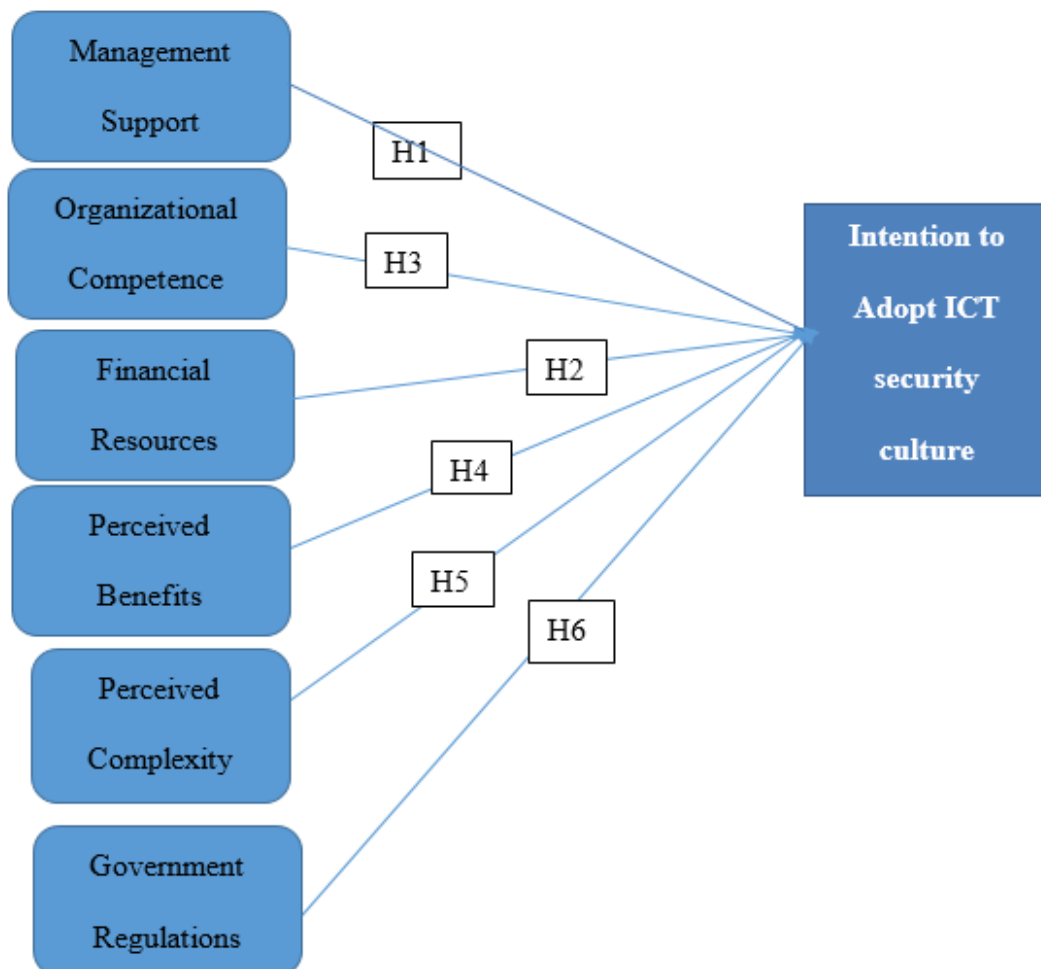 Management
Support
H1
Organizational
Competence
H3
Financial
Resources
H2
Perceived
Benefits
H4
Perceived
Complexity
H5
Government
Regulations
H6
Intention to
Adopt ICT
security
culture